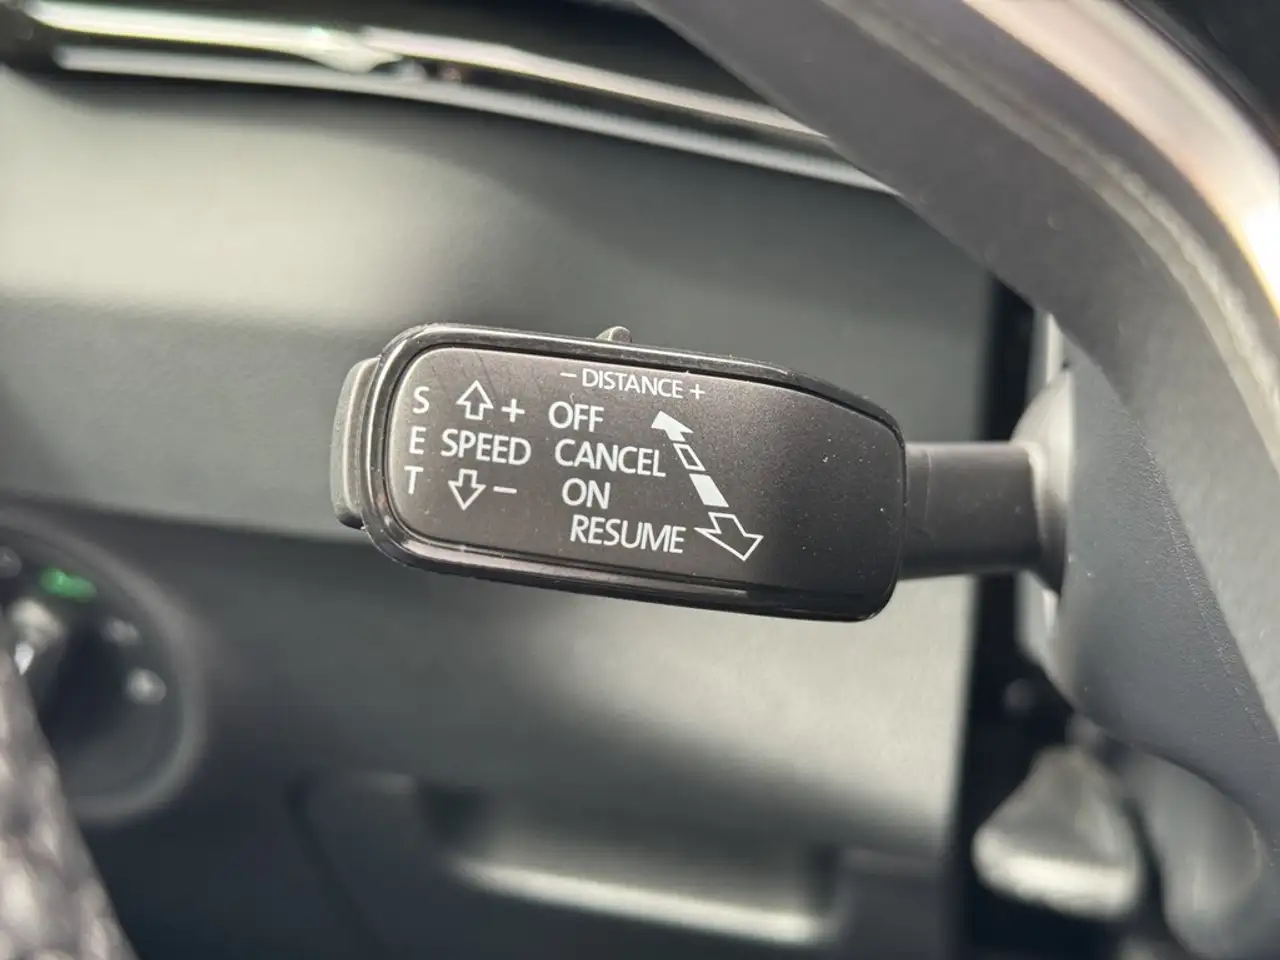 − DISTANCE +
S + OFF
E SPEED CANCEL
T − ON
RESUME